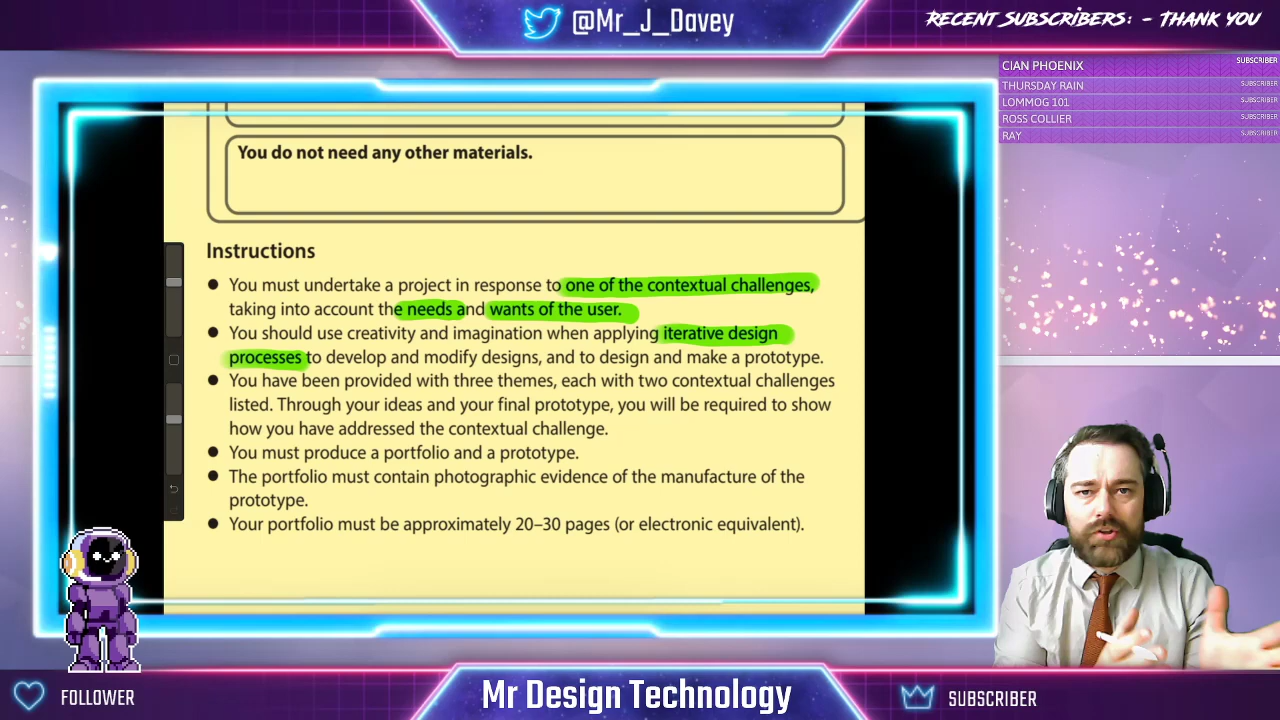 @Mr_J_Davey
RECENT SUBSCRIBERS: - THANK YOU
CIAN PHOENIX SUBSCRIBER
THURSDAY RAIN SUBSCRIBER
LOMMOG 101 SUBSCRIBER
ROSS COLLIER SUBSCRIBER
RAY SUBSCRIBER
You do not need any other materials.
Instructions
● You must undertake a project in response to one of the contextual challenges,
taking into account the needs and wants of the user.
● You should use creativity and imagination when applying iterative design
processes to develop and modify designs, and to design and make a prototype.
● You have been provided with three themes, each with two contextual challenges
listed. Through your ideas and your final prototype, you will be required to show
how you have addressed the contextual challenge.
● You must produce a portfolio and a prototype.
● The portfolio must contain photographic evidence of the manufacture of the
prototype.
● Your portfolio must be approximately 20–30 pages (or electronic equivalent).
FOLLOWER
Mr Design Technology
SUBSCRIBER